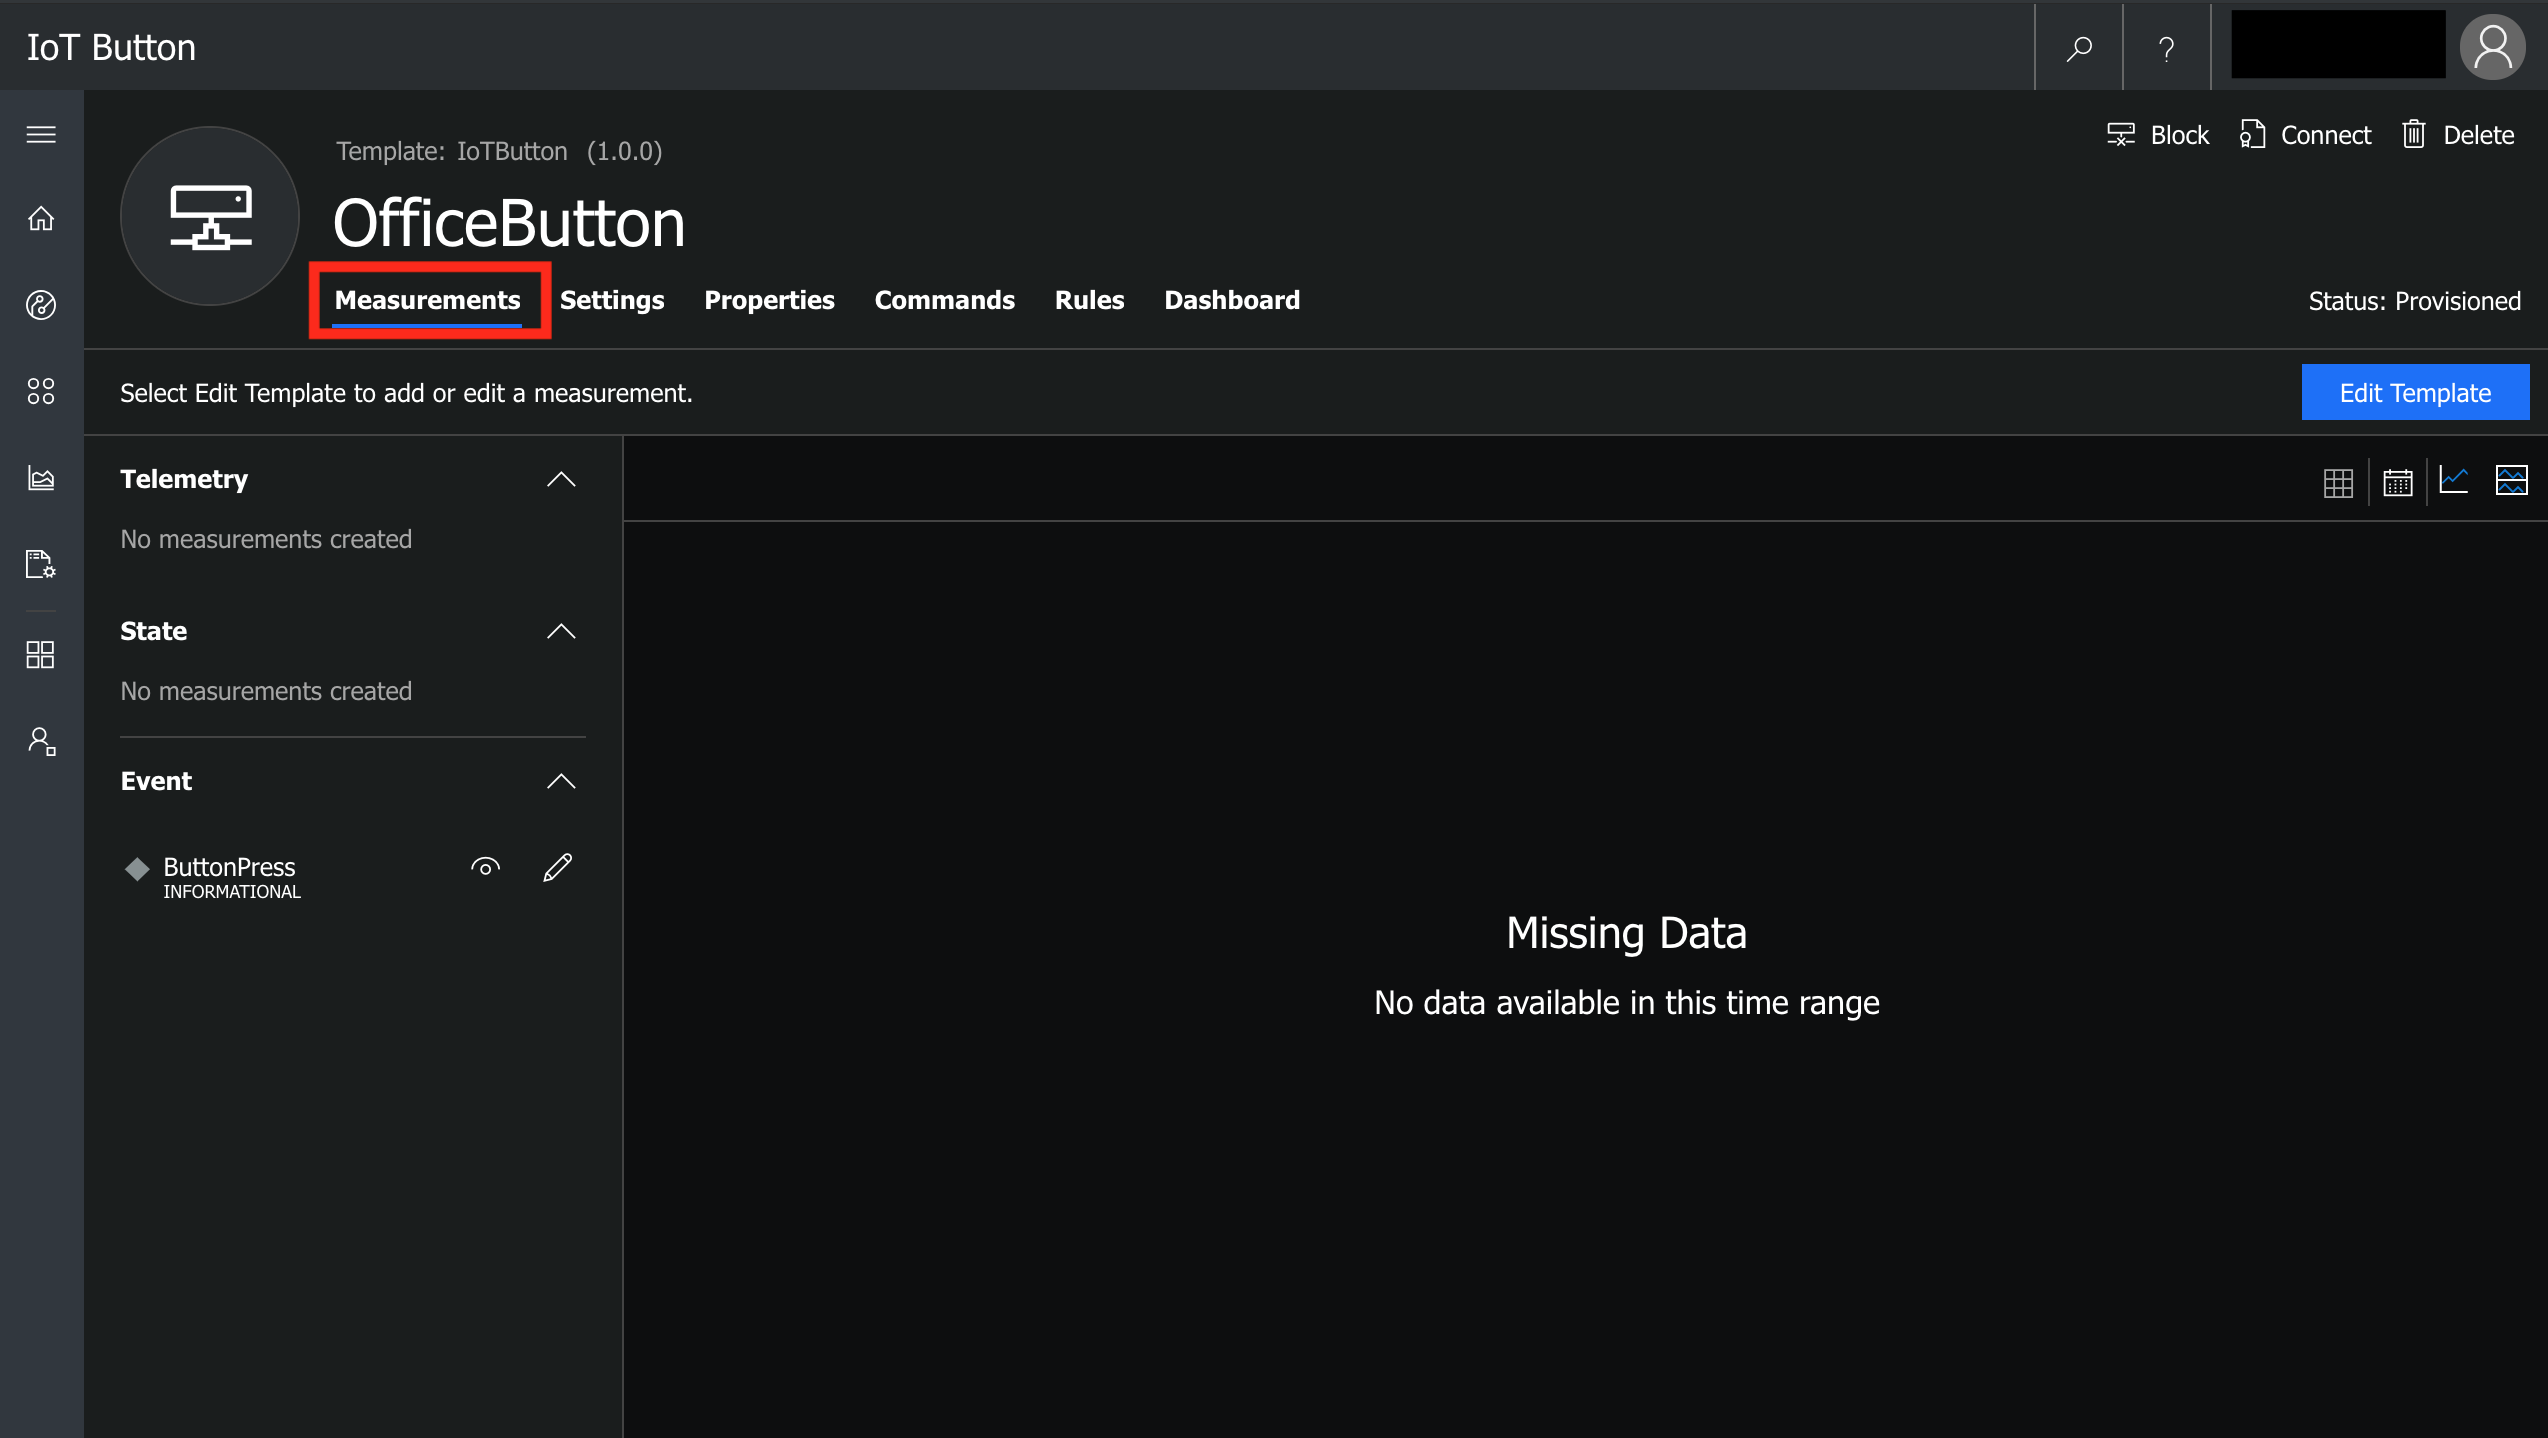 IoT Button
?
Block
Connect
Delete
Template: IoTButton (1.0.0)
OfficeButton
Measurements
Settings
Properties
Commands
Rules
Dashboard
Status: Provisioned
Select Edit Template to add or edit a measurement.
Edit Template
Telemetry
No measurements created
State
No measurements created
Event
ButtonPress
INFORMATIONAL
Missing Data
No data available in this time range